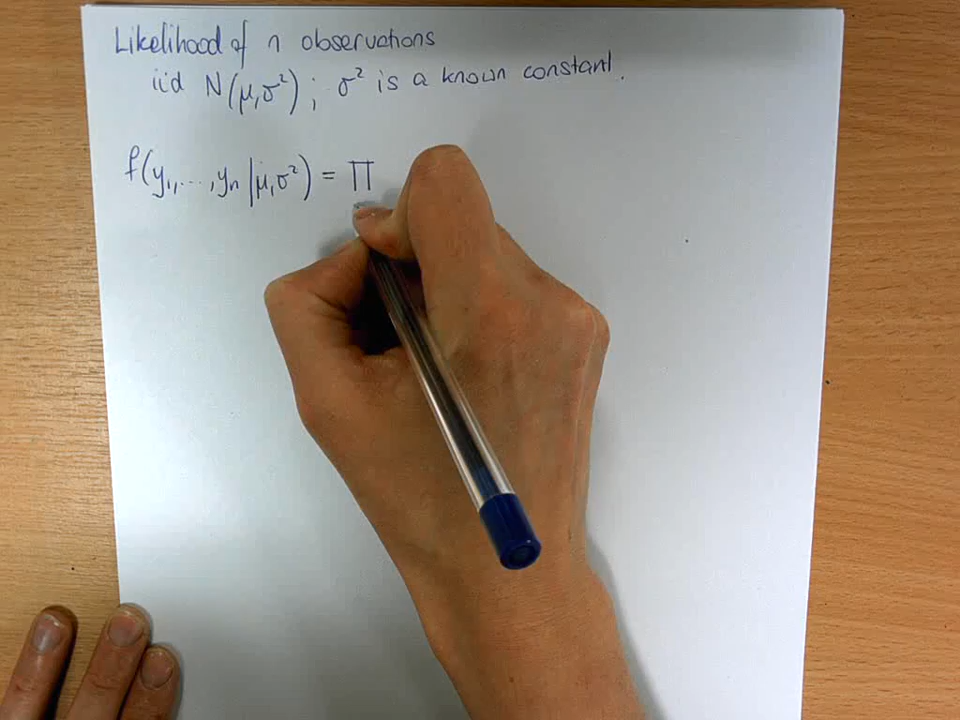 Likelihood of n observations
iid N(μ,σ²) ; σ² is a known constant.
f(y₁,...,yₙ|μ,σ²) = Π